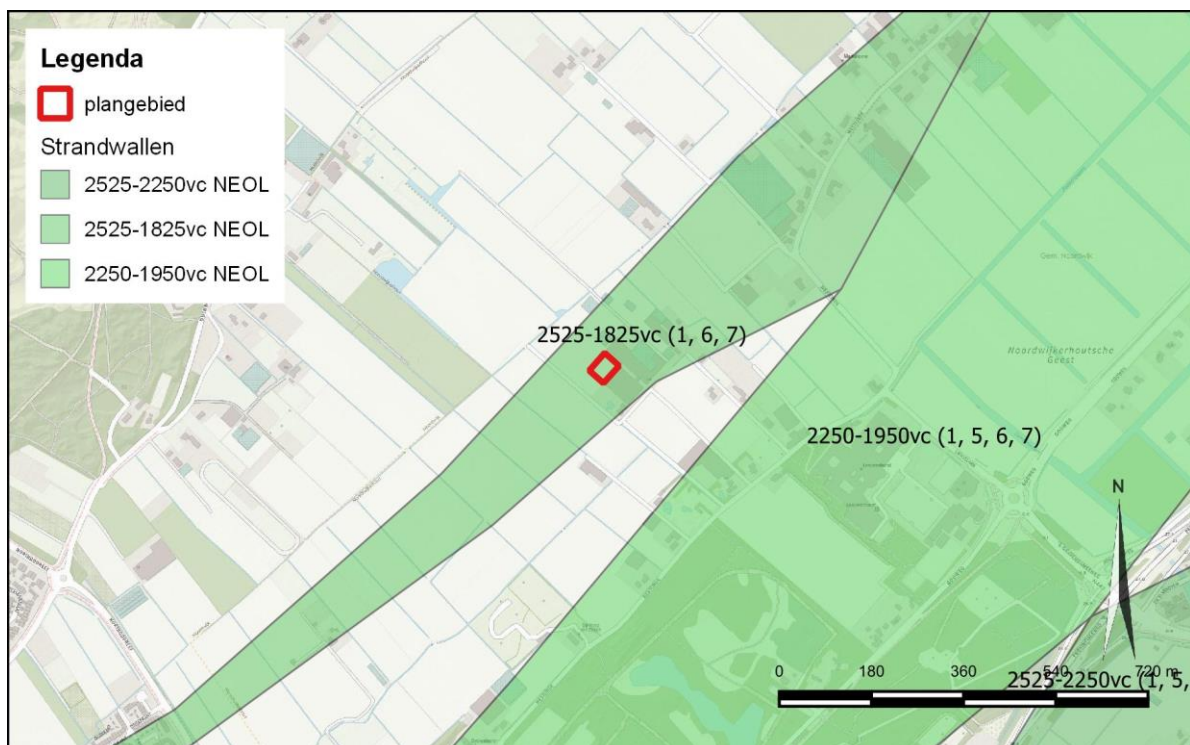 Legenda
plangebied
Strandwallen
2525-2250vc NEOL
2525-1825vc NEOL
2250-1950vc NEOL
2525-1825vc (1, 6, 7)
Noordwijkerhoutsche
Geest
2250-1950vc (1, 5, 6, 7)
N
0 180 360 540 720 m
2525-2250vc (1, 5,